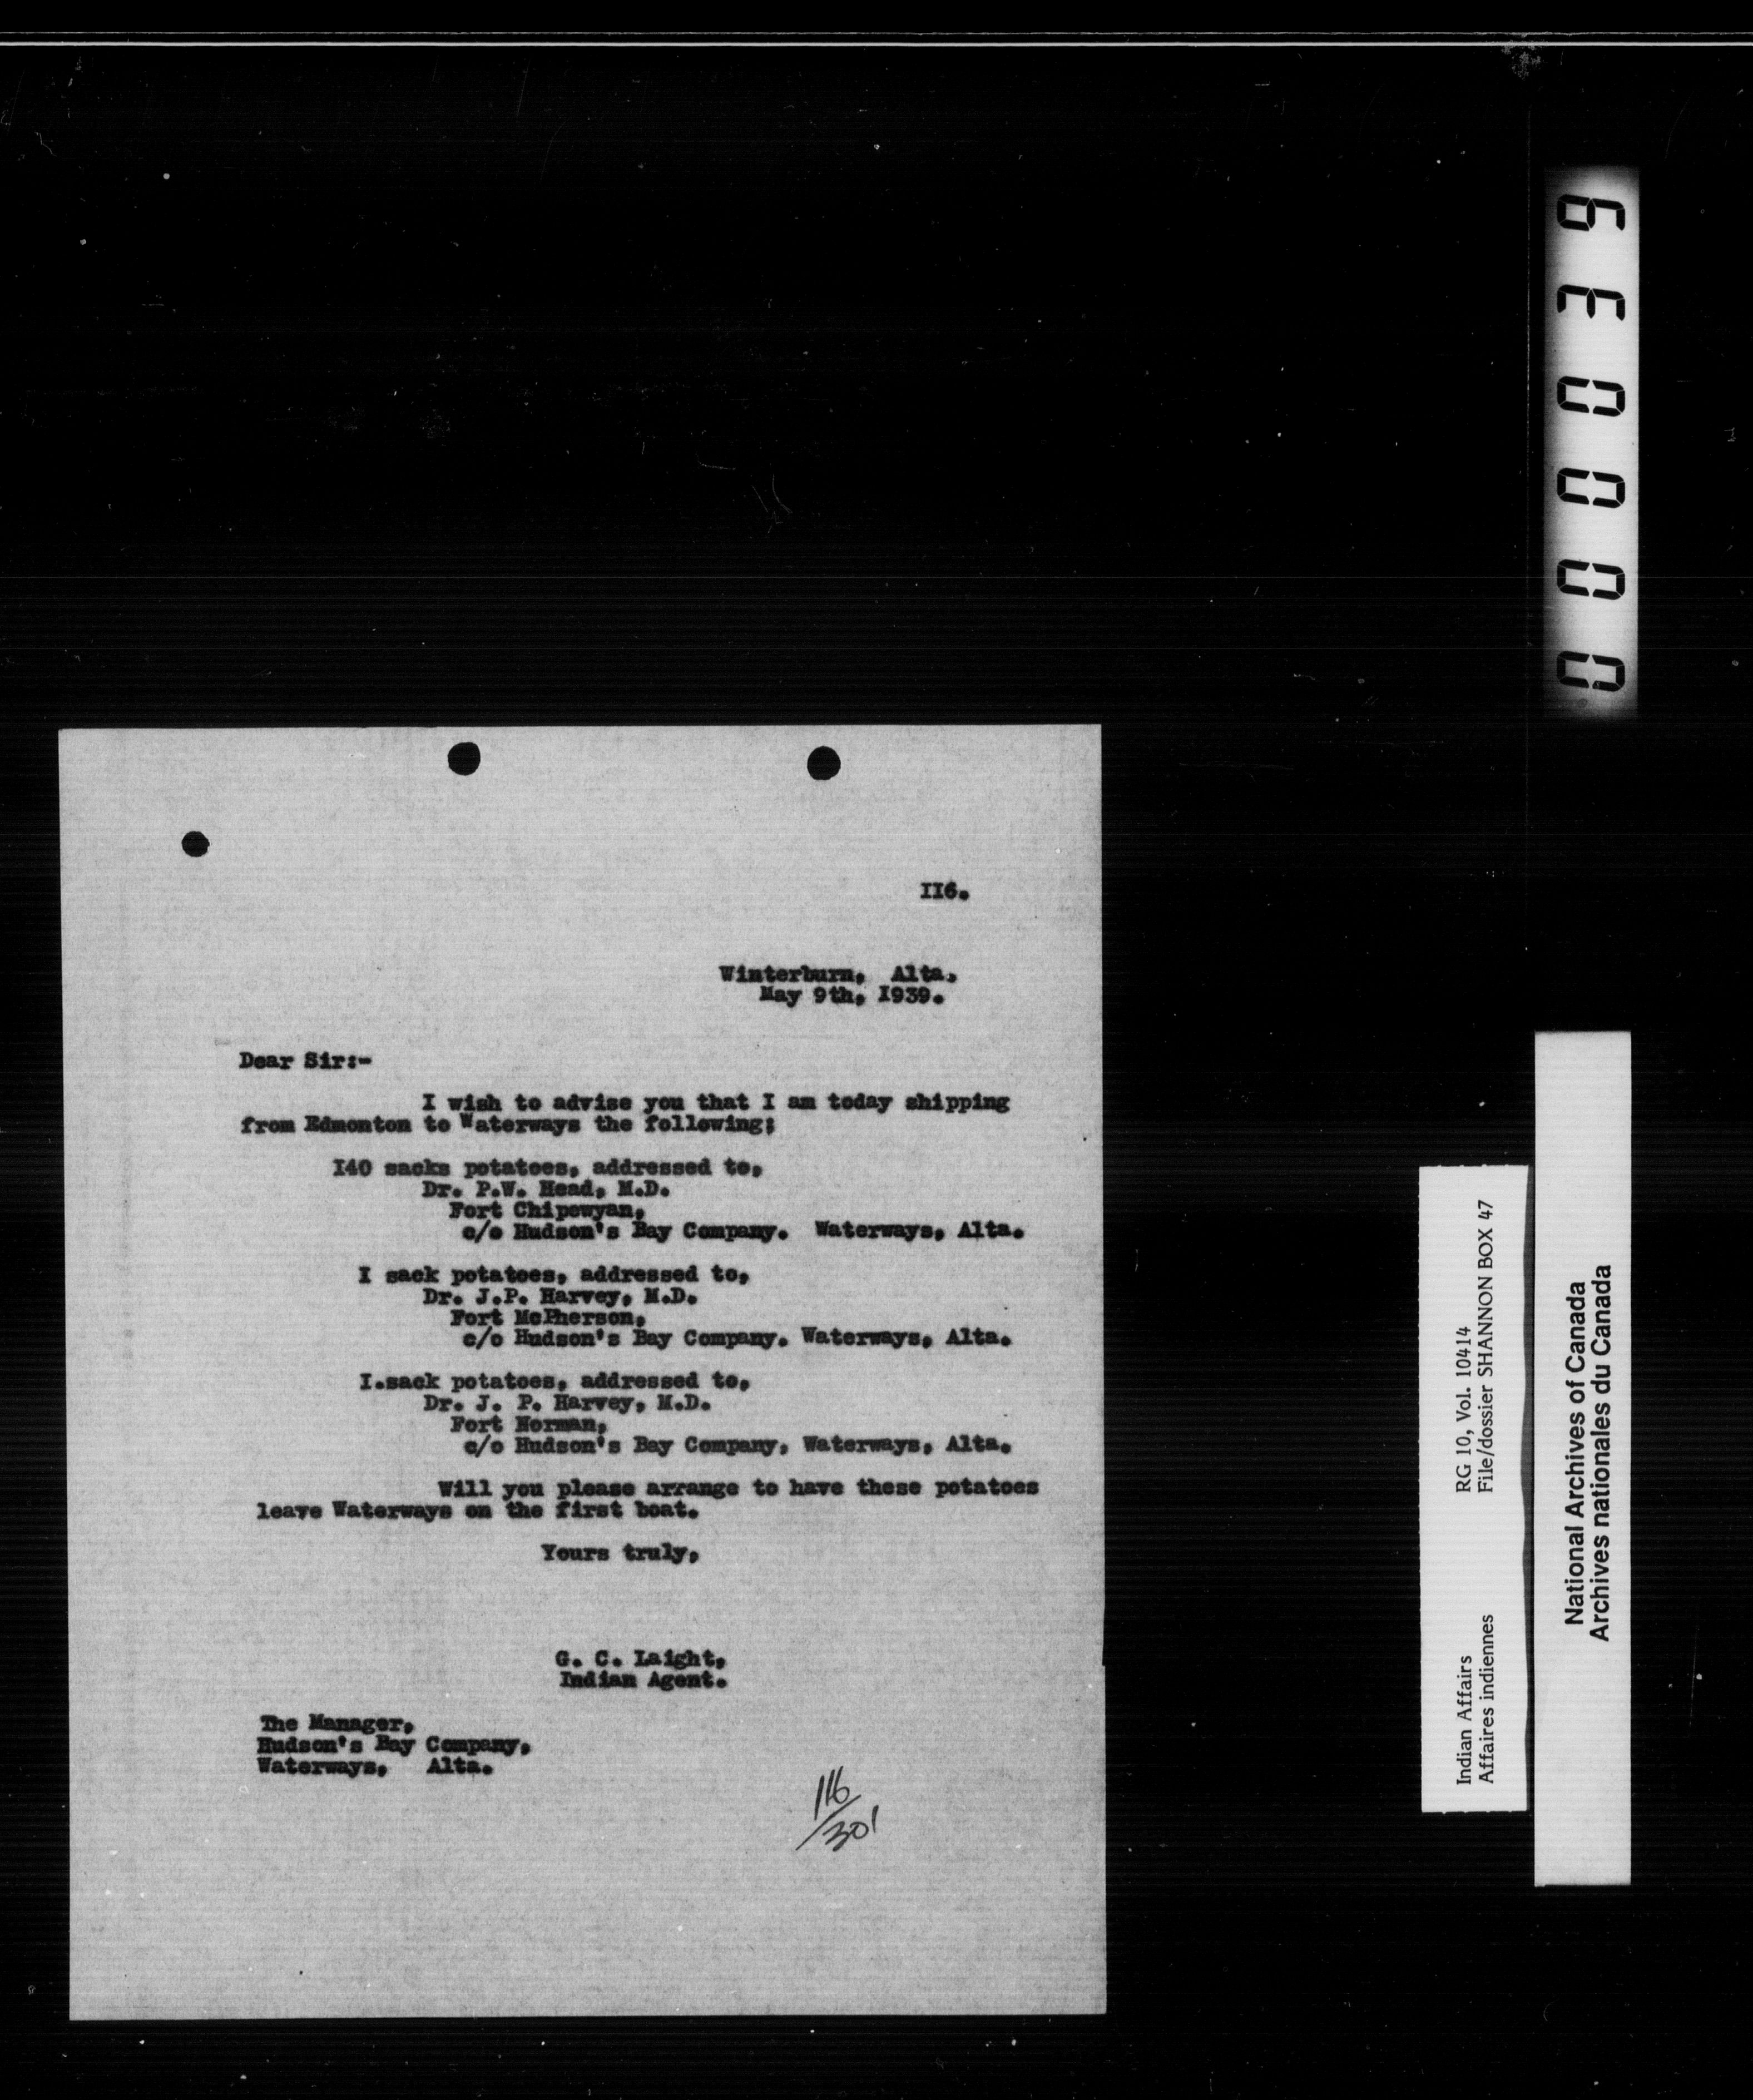 116.
Winterburn, Alta.
May 9th, 1939.
Dear Sir:-
I wish to advise you that I am today shipping
from Edmonton to Waterways the following;
140 sacks potatoes, addressed to,
Dr. P.W. Head, M.D.
Fort Chipewyan,
c/o Hudson's Bay Company. Waterways, Alta.
I sack potatoes, addressed to,
Dr. J.P. Harvey, M.D.
Fort McPherson,
c/o Hudson's Bay Company. Waterways, Alta.
I.sack potatoes, addressed to,
Dr. J. P. Harvey, M.D.
Fort Norman,
c/o Hudson's Bay Company, Waterways, Alta.
Will you please arrange to have these potatoes
leave Waterways on the first boat.
Yours truly,
G. C. Laight,
Indian Agent.
The Manager,
Hudson's Bay Company,
Waterways, Alta.
116/301
000039
Indian Affairs RG 10, Vol. 10414
Affaires indiennes File/dossier SHANNON BOX 47
National Archives of Canada
Archives nationales du Canada